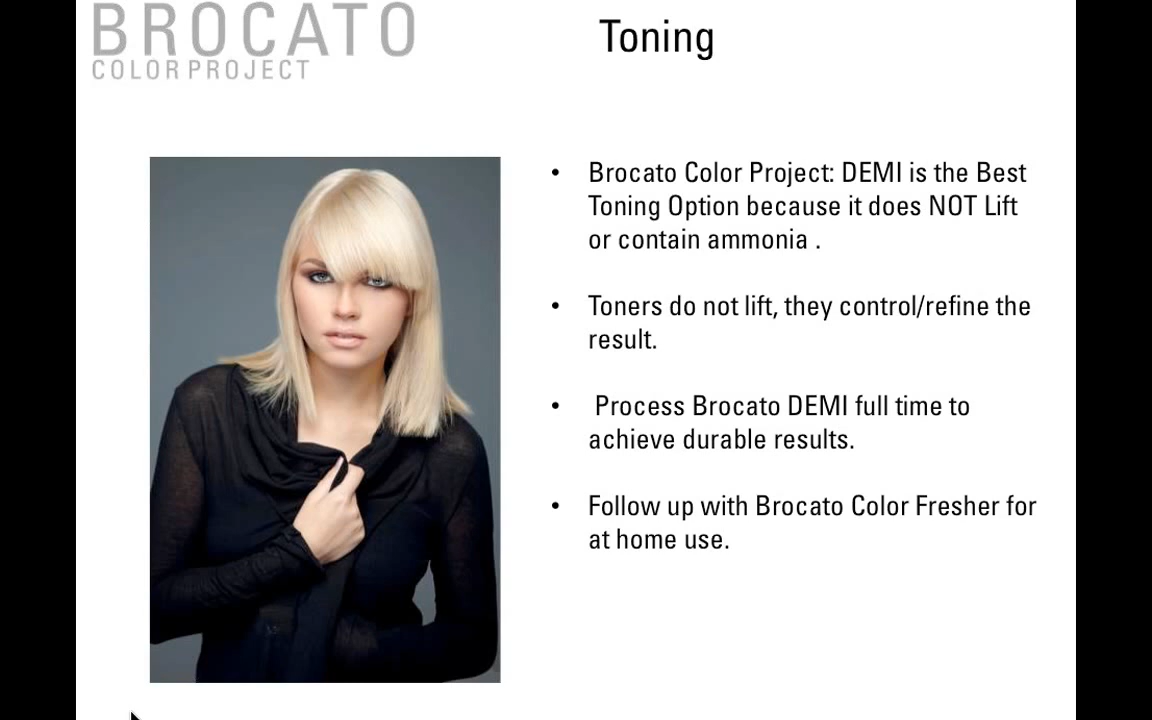 BROCATO
COLOR PROJECT
Toning
• Brocato Color Project: DEMI is the Best
Toning Option because it does NOT Lift
or contain ammonia .
• Toners do not lift, they control/refine the
result.
• Process Brocato DEMI full time to
achieve durable results.
• Follow up with Brocato Color Fresher for
at home use.